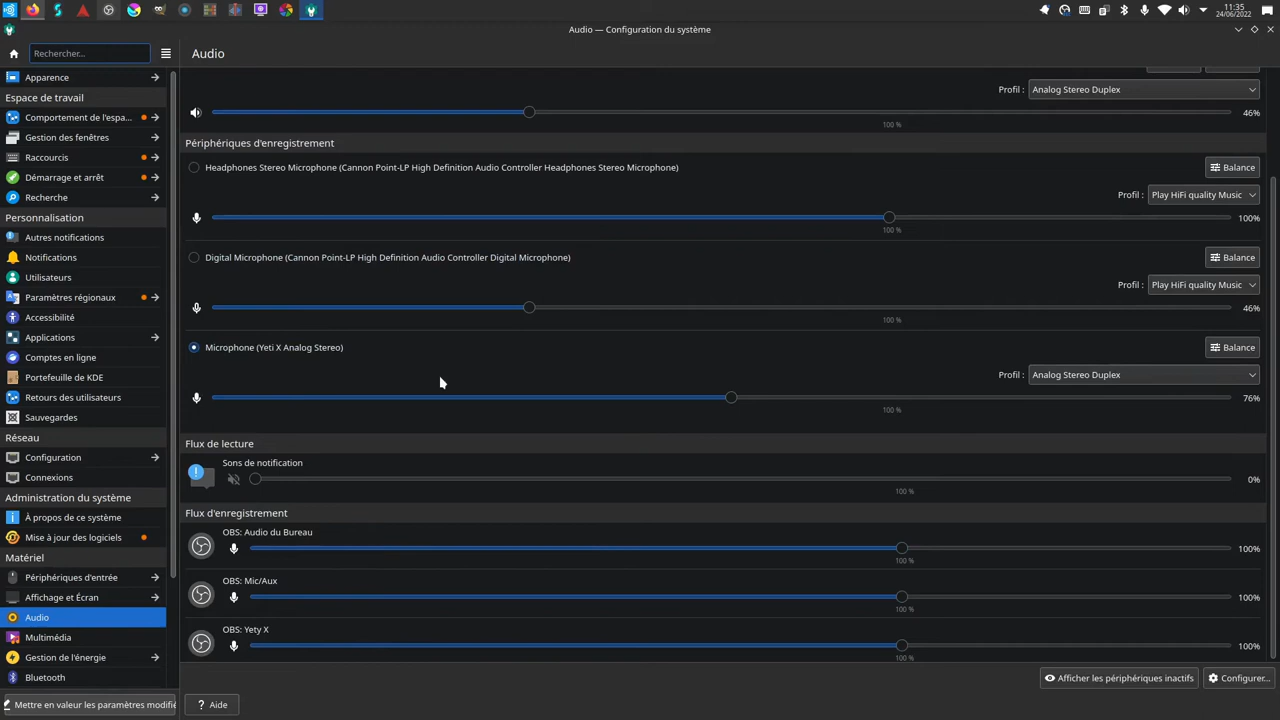 11:35
24/06/2022
Audio — Configuration du système
Rechercher...
Audio
Apparence
Espace de travail
Comportement de l'espa...
Gestion des fenêtres
Raccourcis
Démarrage et arrêt
Recherche
Personnalisation
Autres notifications
Notifications
Utilisateurs
Paramètres régionaux
Accessibilité
Applications
Comptes en ligne
Portefeuille de KDE
Retours des utilisateurs
Sauvegardes
Réseau
Configuration
Connexions
Administration du système
À propos de ce système
Mise à jour des logiciels
Matériel
Périphériques d'entrée
Affichage et Écran
Audio
Multimédia
Gestion de l'énergie
Bluetooth
Mettre en valeur les paramètres modifié
Profil : Analog Stereo Duplex
46%
100 %
Périphériques d'enregistrement
Headphones Stereo Microphone (Cannon Point-LP High Definition Audio Controller Headphones Stereo Microphone)
Balance
Profil : Play HiFi quality Music
100%
100 %
Digital Microphone (Cannon Point-LP High Definition Audio Controller Digital Microphone)
Balance
Profil : Play HiFi quality Music
46%
100 %
Microphone (Yeti X Analog Stereo)
Balance
Profil : Analog Stereo Duplex
76%
100 %
Flux de lecture
Sons de notification
0%
100 %
Flux d'enregistrement
OBS: Audio du Bureau
100%
100 %
OBS: Mic/Aux
100%
100 %
OBS: Yety X
100%
100 %
Afficher les périphériques inactifs
Configurer...
? Aide